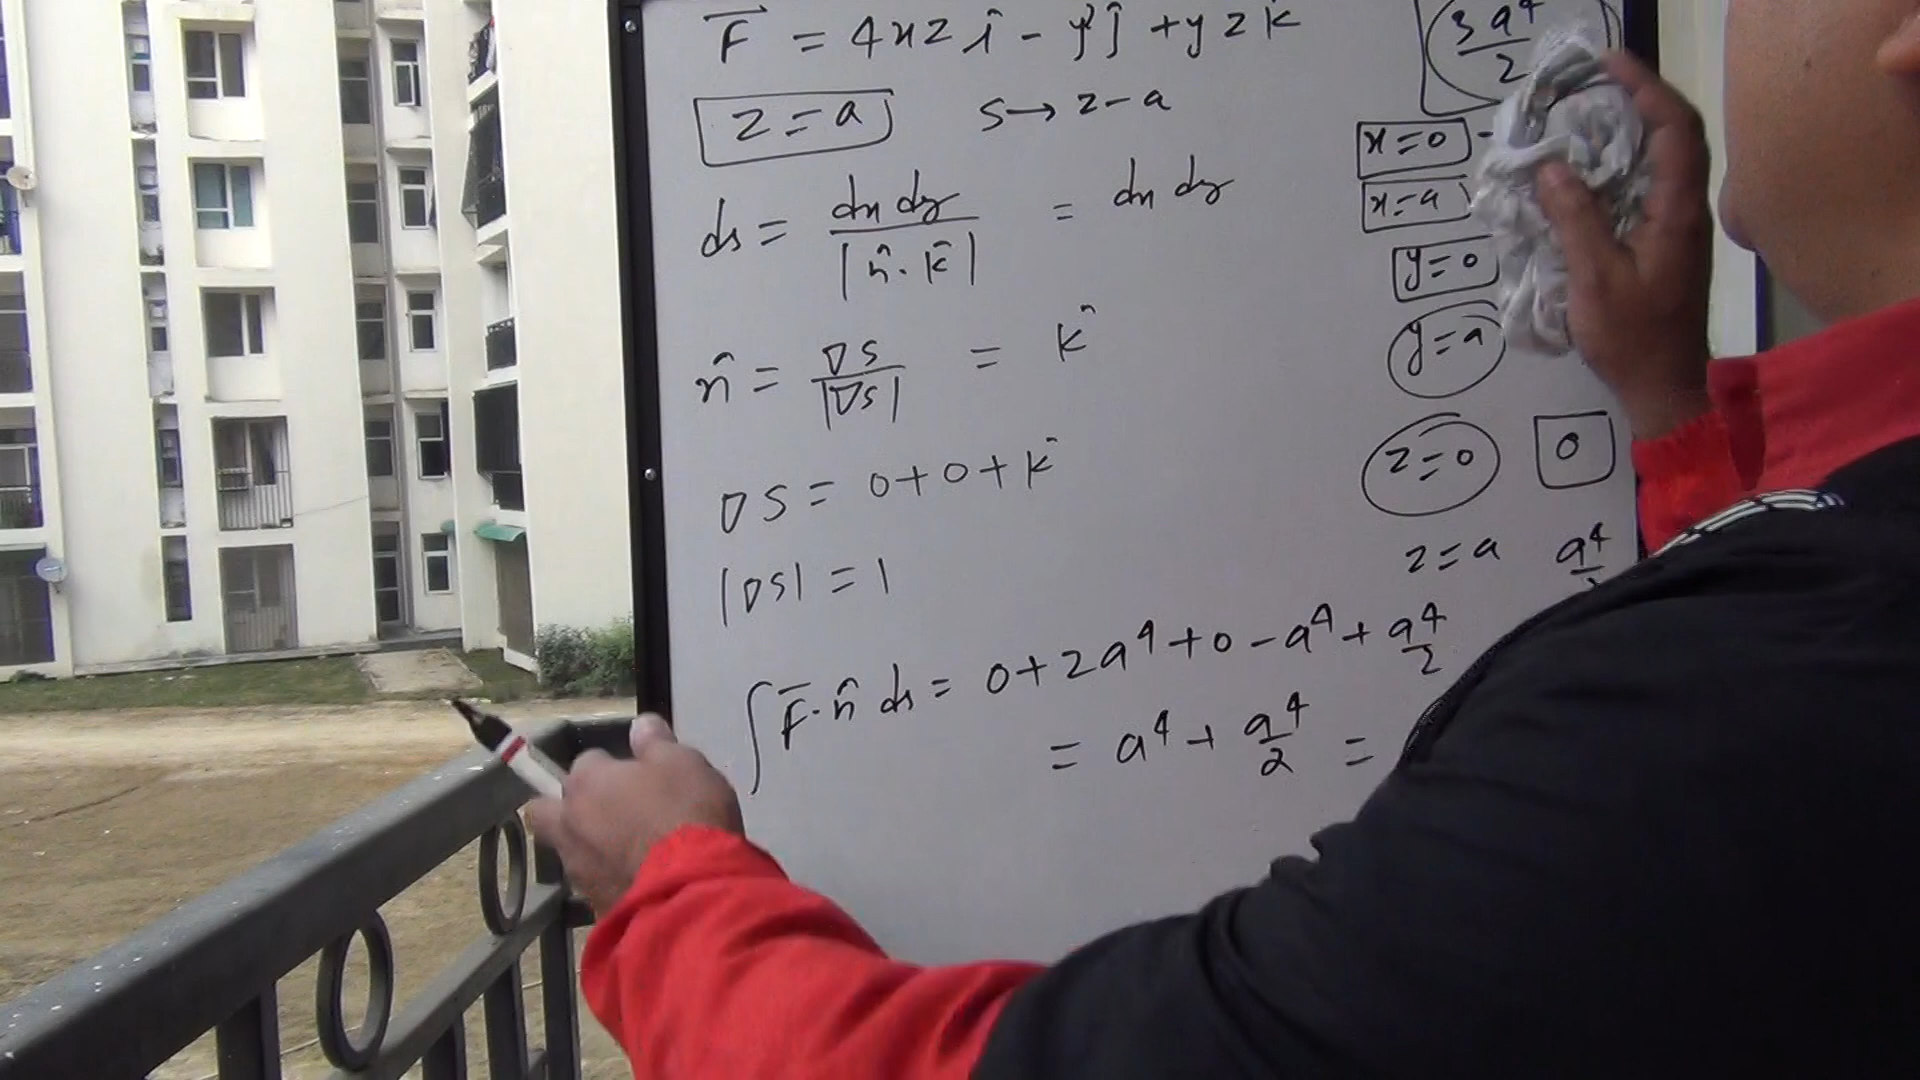 F̄ = 4xz î - y²ĵ + yz k̂
z = a    S → z - a
ds = dx dy / |n̂ · k̂| = dx dy
n̂ = ∇S / |∇S| = k̂
∇S = 0 + 0 + k̂
|∇S| = 1
∫ F̄ · n̂ ds = 0 + 2a⁴ + 0 - a⁴ + a⁴/2
= a⁴ + a⁴/2 =
3a⁴/2
x = 0 -
x = a
y = 0
y = a
z = 0    0
z = a    a⁴